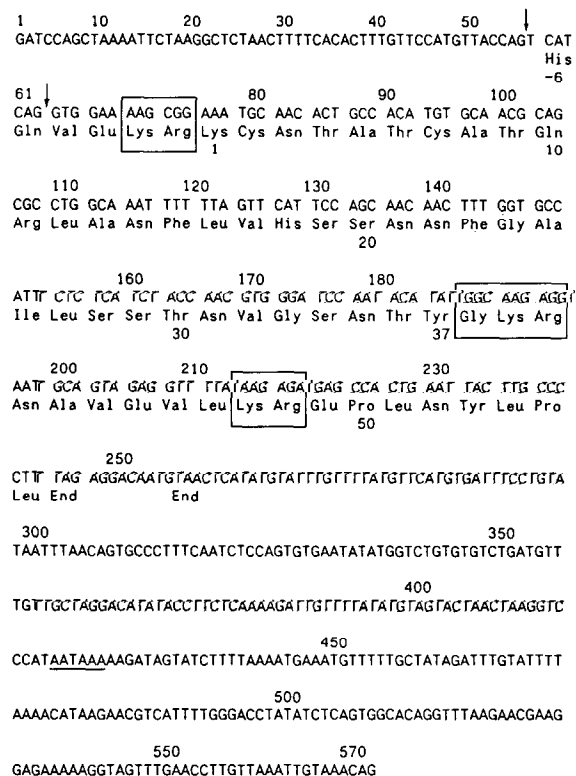 1 10 20 30 40 50
GATCCAGCTAAAATTCTAAGGCTCTAACTTTTCACACTTTGTTCCATGTTACCAGT CAT
His
-6
61 80 90 100
CAG GTG GAA AAG CGG AAA TGC AAC ACT GCC ACA TGT GCA ACG CAG
Gln Val Glu Lys Arg Lys Cys Asn Thr Ala Thr Cys Ala Thr Gln
1 10
110 120 130 140
CGC CTG GCA AAT TTT TTA GTT CAT TCC AGC AAC AAC TTT GGT GCC
Arg Leu Ala Asn Phe Leu Val His Ser Ser Asn Asn Phe Gly Ala
20
160 170 180
ATT CTC TCA TCT ACC AAC GTG GGA TCC AAT ACA TAT GGC AAG AGG
Ile Leu Ser Ser Thr Asn Val Gly Ser Asn Thr Tyr Gly Lys Arg
30 37
200 210 230
AAT GCA GTA GAG GTT TTA AAG AGA GAG CCA CTG AAT TAC TTG CCC
Asn Ala Val Glu Val Leu Lys Arg Glu Pro Leu Asn Tyr Leu Pro
50
250
CTT TAG AGGACAATGTAACTCATATGTATTTGTTTTATGTTCATGTGATTTCCTGTA
Leu End End
300 350
TAATTTAACAGTGCCCTTTCAATCTCCAGTGTGAATATATGGTCTGTGTGTCTGATGTT
400
TGTTGCTAGGACATATACCTTCTCAAAAGATTGTTTTATATGTAGTACTAACTAAGGTC
450
CCATAATAAAAAGATAGTATCTTTTAAAATGAAATGTTTTTGCTATAGATTTGTATTTT
500
AAAACATAAGAACGTCATTTTGGGACCTATATCTCAGTGGCACAGGTTTAAGAACGAAG
550 570
GAGAAAAAGGTAGTTTGAACCTTGTTAAATTGTAAACAG